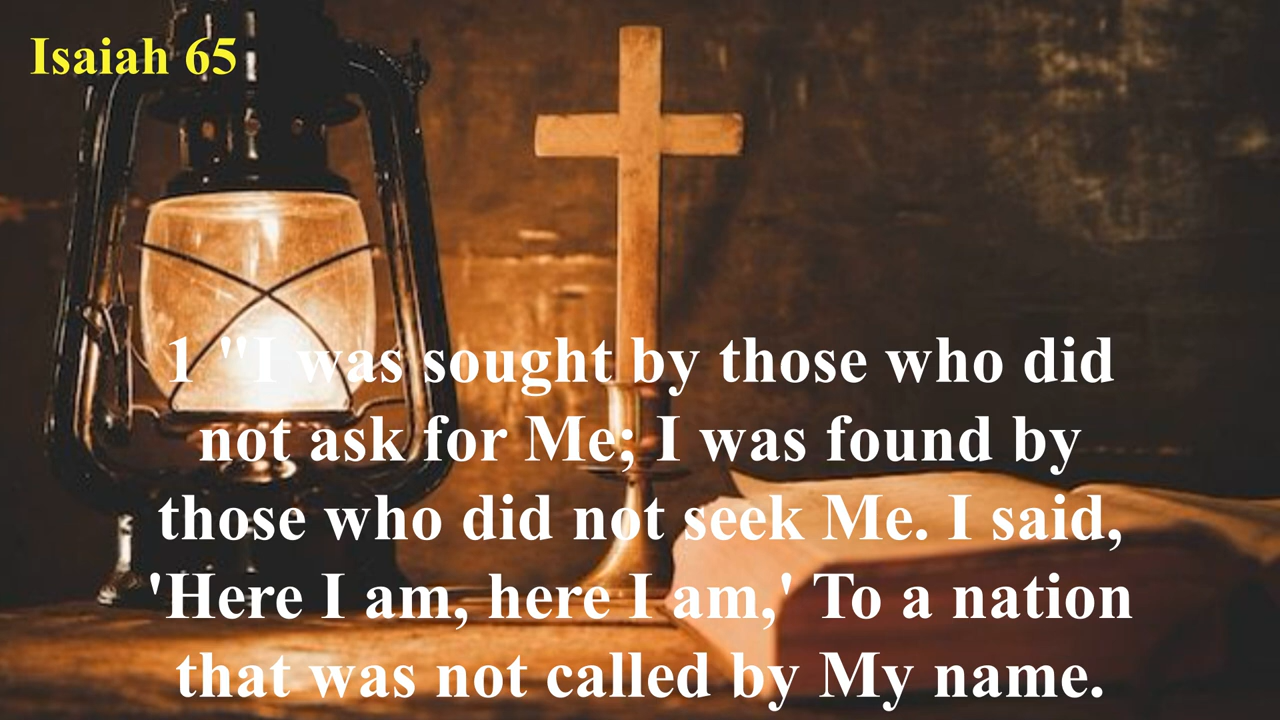 Isaiah 65
1 "I was sought by those who did
not ask for Me; I was found by
those who did not seek Me. I said,
'Here I am, here I am,' To a nation
that was not called by My name.